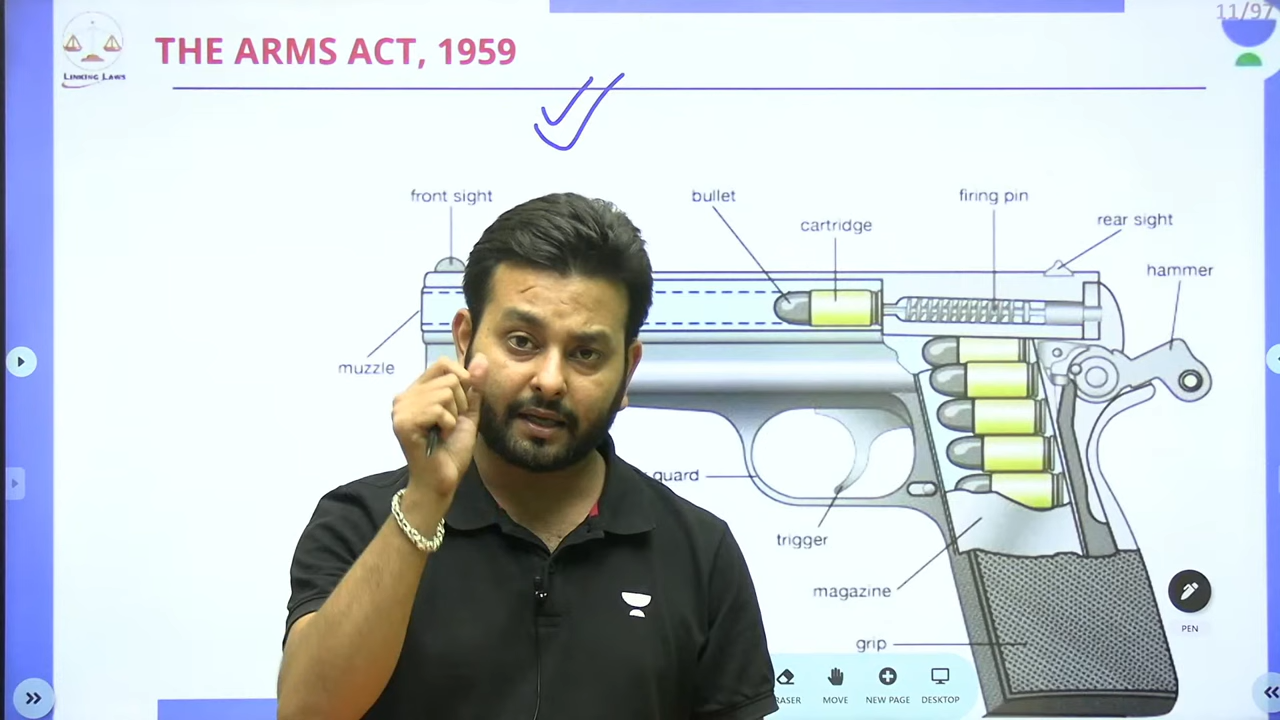 11/97
LINKING LAWS
THE ARMS ACT, 1959
front sight
bullet
firing pin
cartridge
rear sight
hammer
muzzle
guard
trigger
magazine
grip
PEN
RASER
MOVE
NEW PAGE
DESKTOP